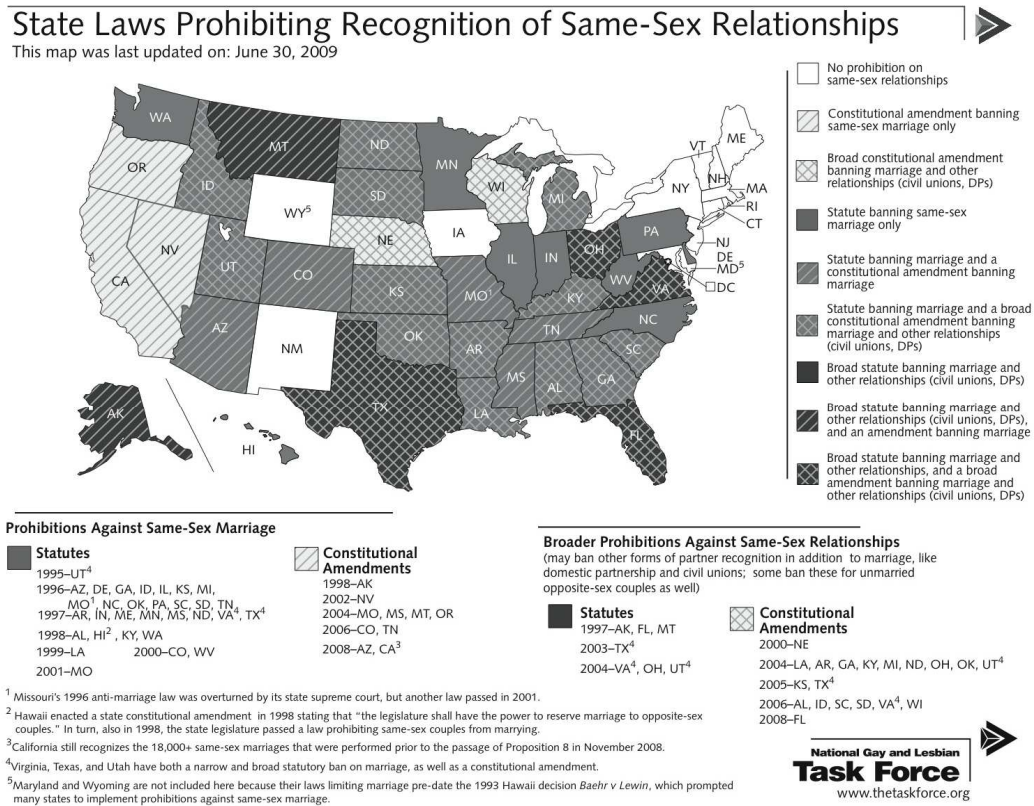 State Laws Prohibiting Recognition of Same-Sex Relationships
This map was last updated on: June 30, 2009
WA
OR
CA
NV
ID
MT
WY5
UT
AZ
CO
NM
ND
SD
NE
KS
OK
TX
MN
IA
MO1
AR
LA
WI
IL
IN
MI
OH
KY
TN
MS
AL
GA
FL
SC
NC
VA
WV
PA
NY
VT
NH
ME
MA
RI
CT
NJ
DE
MD5
DC
AK
HI
No prohibition on
same-sex relationships
Constitutional amendment banning
same-sex marriage only
Broad constitutional amendment
banning marriage and other
relationships (civil unions, DPs)
Statute banning same-sex
marriage only
Statute banning marriage and a
constitutional amendment banning
marriage
Statute banning marriage and a broad
constitutional amendment banning
marriage and other relationships
(civil unions, DPs)
Broad statute banning marriage and
other relationships (civil unions, DPs)
Broad statute banning marriage and
other relationships (civil unions, DPs),
and an amendment banning marriage
Broad statute banning marriage and
other relationships, and a broad
amendment banning marriage and
other relationships (civil unions, DPs)
Prohibitions Against Same-Sex Marriage
Statutes
1995–UT4
1996–AZ, DE, GA, ID, IL, KS, MI,
MO1, NC, OK, PA, SC, SD, TN
1997–AR, IN, ME, MN, MS, ND, VA4, TX4
1998–AL, HI2 , KY, WA
1999–LA 2000–CO, WV
2001–MO
Constitutional
Amendments
1998–AK
2002–NV
2004–MO, MS, MT, OR
2006–CO, TN
2008–AZ, CA3
Broader Prohibitions Against Same-Sex Relationships
(may ban other forms of partner recognition in addition to marriage, like
domestic partnership and civil unions; some ban these for unmarried
opposite-sex couples as well)
Statutes
1997–AK, FL, MT
2003–TX4
2004–VA4, OH, UT4
Constitutional
Amendments
2000–NE
2004–LA, AR, GA, KY, MI, ND, OH, OK, UT4
2005–KS, TX4
2006–AL, ID, SC, SD, VA4, WI
2008–FL
1 Missouri's 1996 anti-marriage law was overturned by its state supreme court, but another law passed in 2001.
2 Hawaii enacted a state constitutional amendment in 1998 stating that “the legislature shall have the power to reserve marriage to opposite-sex
couples.” In turn, also in 1998, the state legislature passed a law prohibiting same-sex couples from marrying.
3California still recognizes the 18,000+ same-sex marriages that were performed prior to the passage of Proposition 8 in November 2008.
4Virginia, Texas, and Utah have both a narrow and broad statutory ban on marriage, as well as a constitutional amendment.
5Maryland and Wyoming are not included here because their laws limiting marriage pre-date the 1993 Hawaii decision Baehr v Lewin, which prompted
many states to implement prohibitions against same-sex marriage.
National Gay and Lesbian
Task Force
www.thetaskforce.org